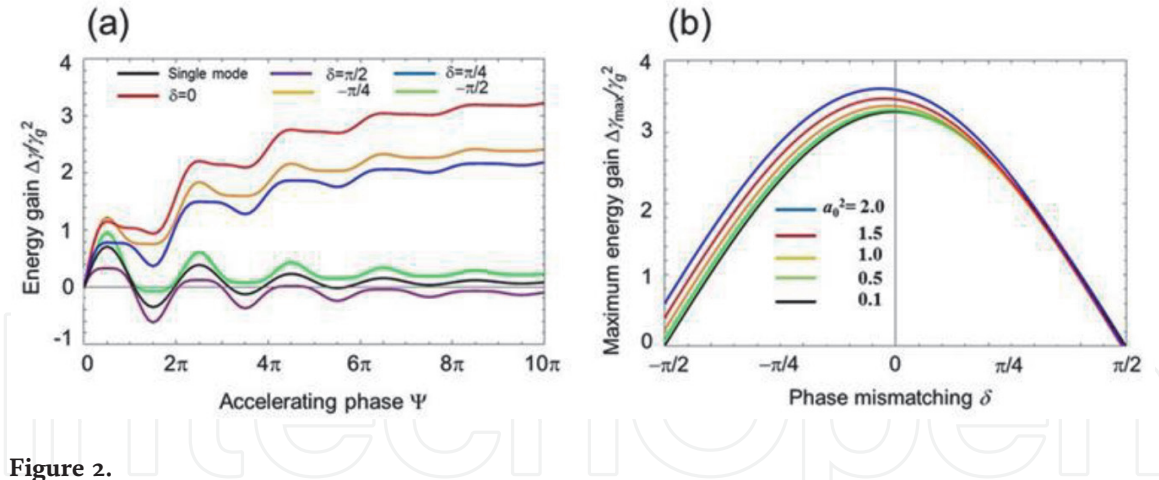 (a)
4
3
2
1
0
-1
Energy gain Δγ/γg²
Single mode
δ=0
δ=π/2
−π/4
δ=π/4
−π/2
0 2π 4π 6π 8π 10π
Accelerating phase Ψ
(b)
4
3
2
1
0
Maximum energy gain Δγmax/γg²
a₀²= 2.0
1.5
1.0
0.5
0.1
−π/2 −π/4 0 π/4 π/2
Phase mismatching δ
intechopen
Figure 2.